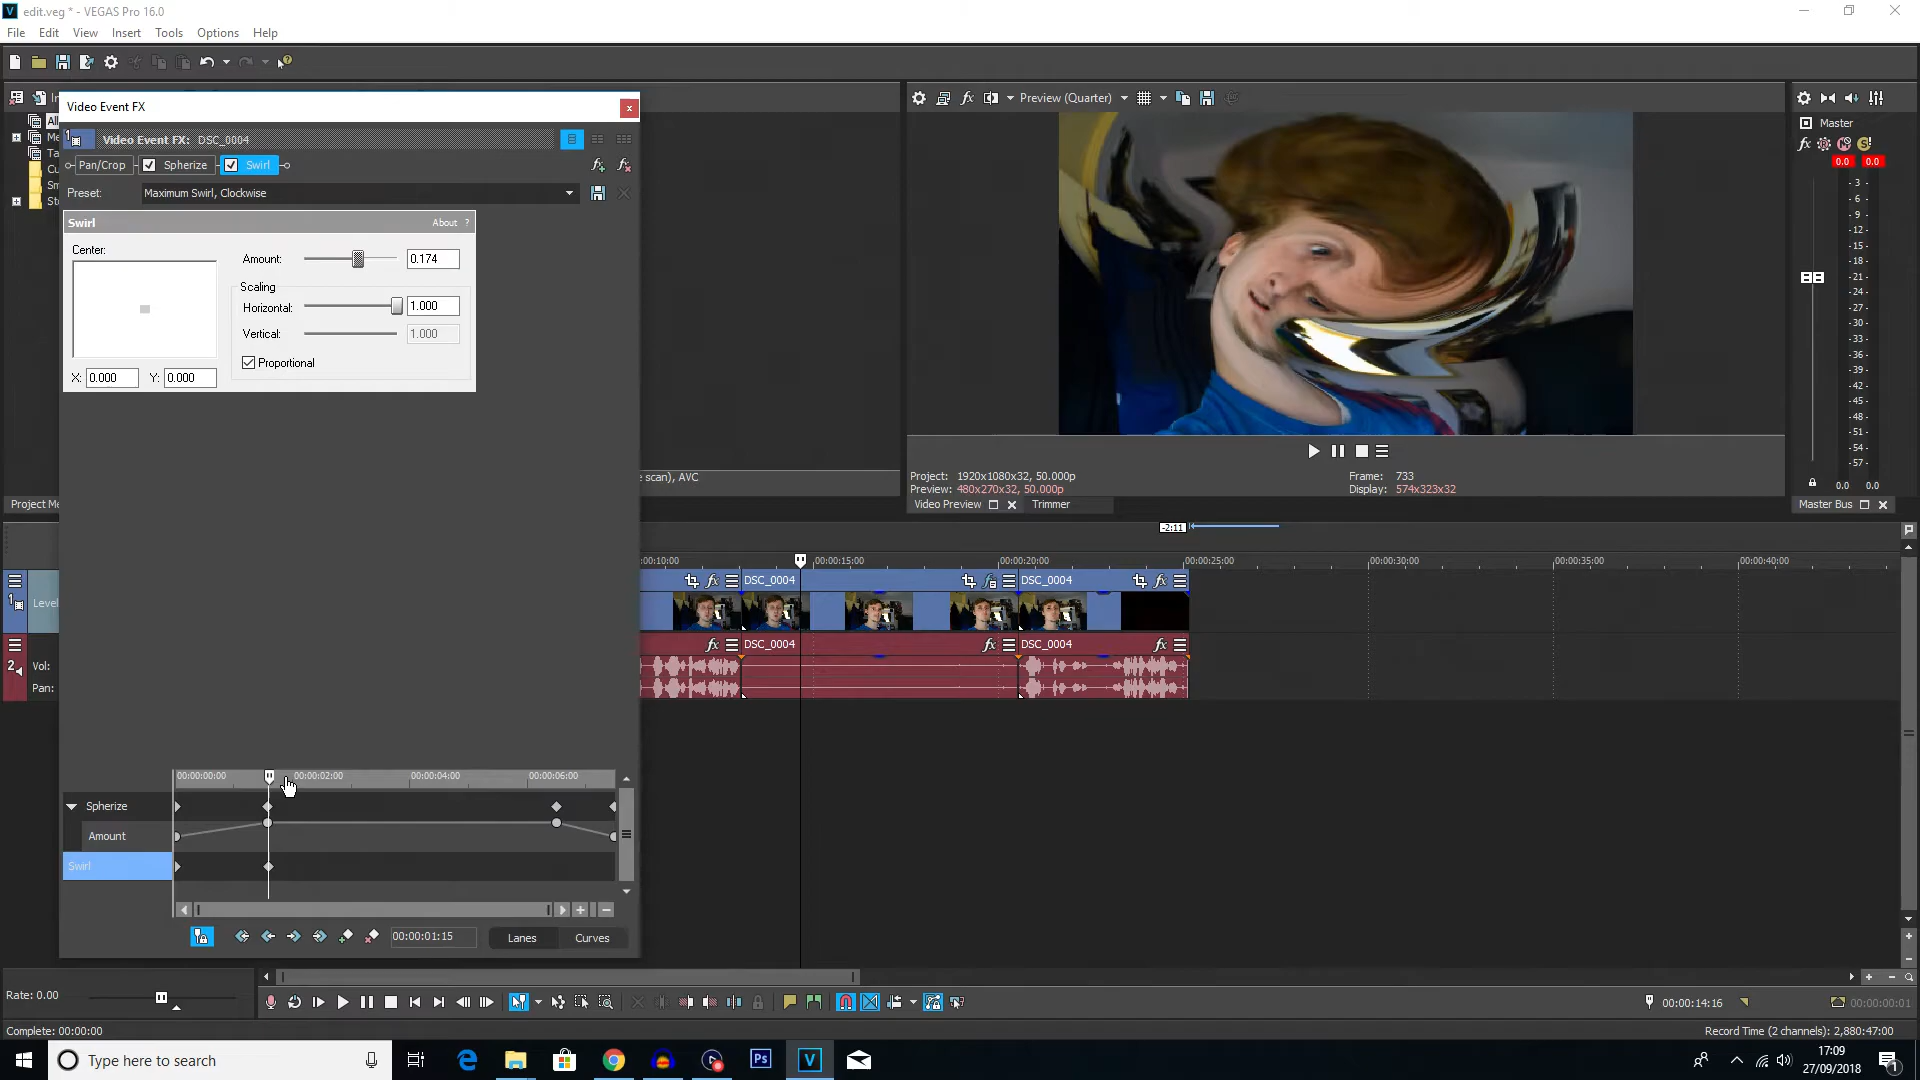 edit.veg * - VEGAS Pro 16.0
File Edit View Insert Tools Options Help
Video Event FX
Video Event FX: DSC_0004
Pan/Crop Spherize Swirl
Preset: Maximum Swirl, Clockwise
Swirl About ?
Center:
Amount: 0.174
Scaling
Horizontal: 1.000
Vertical: 1.000
Proportional
X: 0.000 Y: 0.000
Preview (Quarter)
Master
0.0 0.0
- 3 -
- 6 -
- 9 -
-12-
-15-
-18-
-21-
-24-
-27-
-30-
-33-
-36-
-39-
-42-
-45-
-48-
-51-
-54-
-57-
0.0 0.0
e scan), AVC
Project: 1920x1080x32, 50.000p
Preview: 480x270x32, 50.000p
Frame: 733
Display: 574x323x32
Project Me
Video Preview Trimmer
Master Bus
-2:11
:00:10:00 00:00:15:00 00:00:20:00 00:00:25:00 00:00:30:00 00:00:35:00 00:00:40:00
1 Level
DSC_0004 DSC_0004
2 Vol:
Pan:
DSC_0004 DSC_0004
00:00:00:00 00:00:02:00 00:00:04:00 00:00:06:00
Spherize
Amount
Swirl
00:00:01:15 Lanes Curves
Rate: 0.00
00:00:14:16 00:00:00:01
Complete: 00:00:00
Record Time (2 channels): 2,880:47:00
Type here to search
17:09
27/09/2018